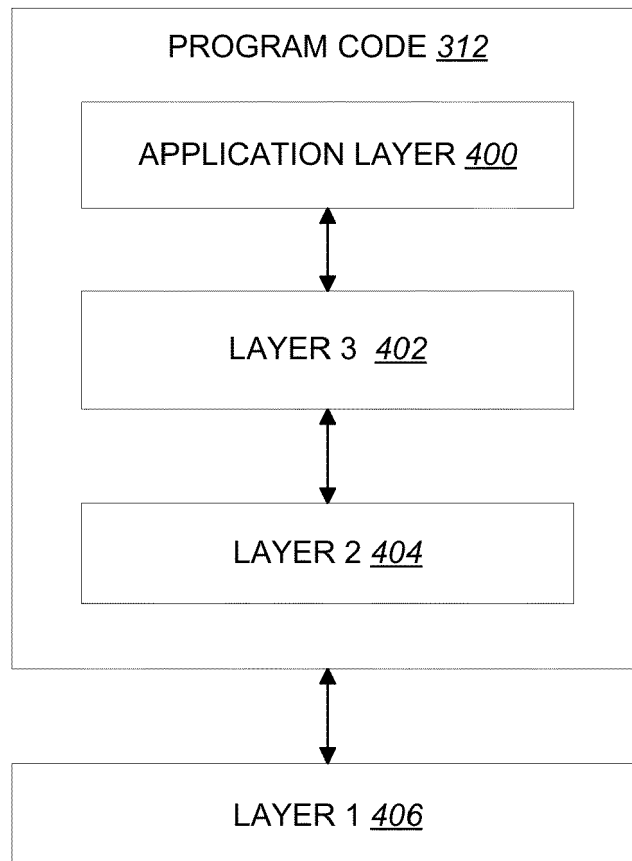 PROGRAM CODE 312
APPLICATION LAYER 400
LAYER 3 402
LAYER 2 404
LAYER 1 406